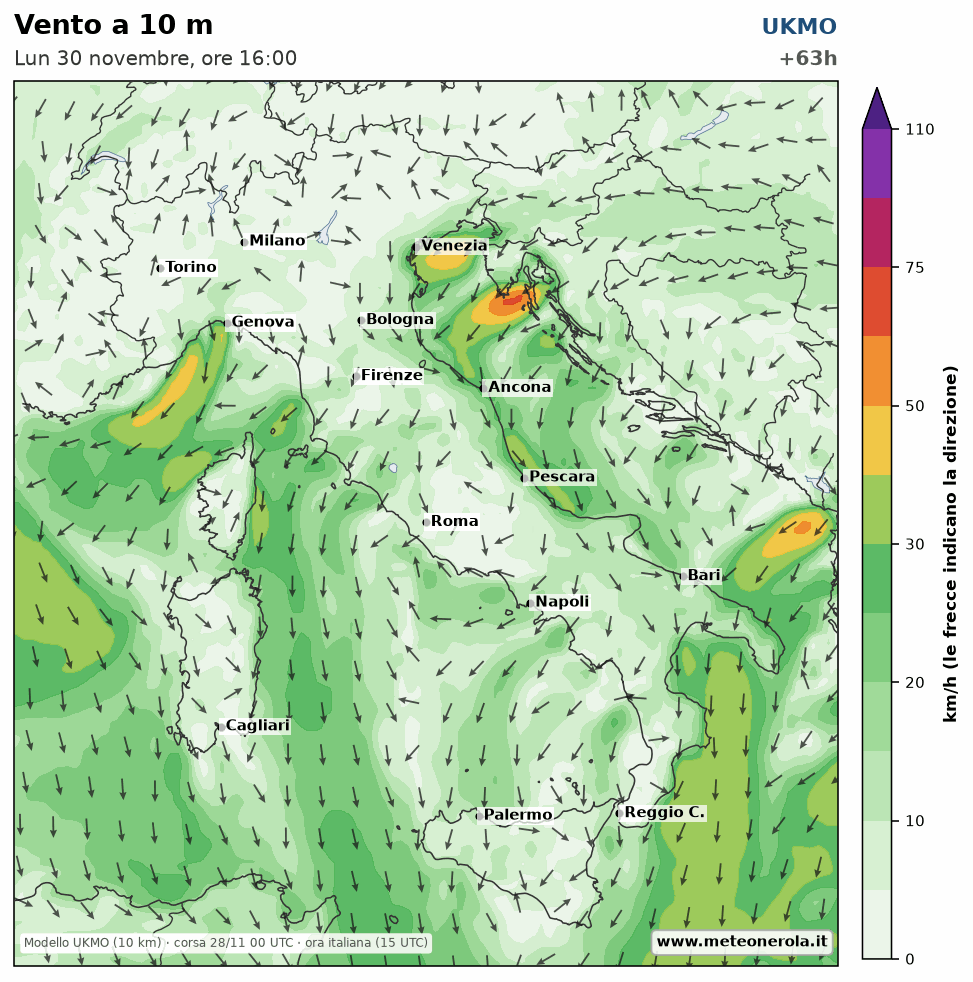 Vento a 10 m
UKMO
Lun 30 novembre, ore 16:00
+63h
110
Milano
Venezia
Torino
75
Genova
Bologna
Firenze
Ancona
50
Pescara
Roma
30
Bari
Napoli
20
Cagliari
Palermo
Reggio C.
10
0
km/h (le frecce indicano la direzione)
Modello UKMO (10 km) · corsa 28/11 00 UTC · ora italiana (15 UTC)
www.meteonerola.it